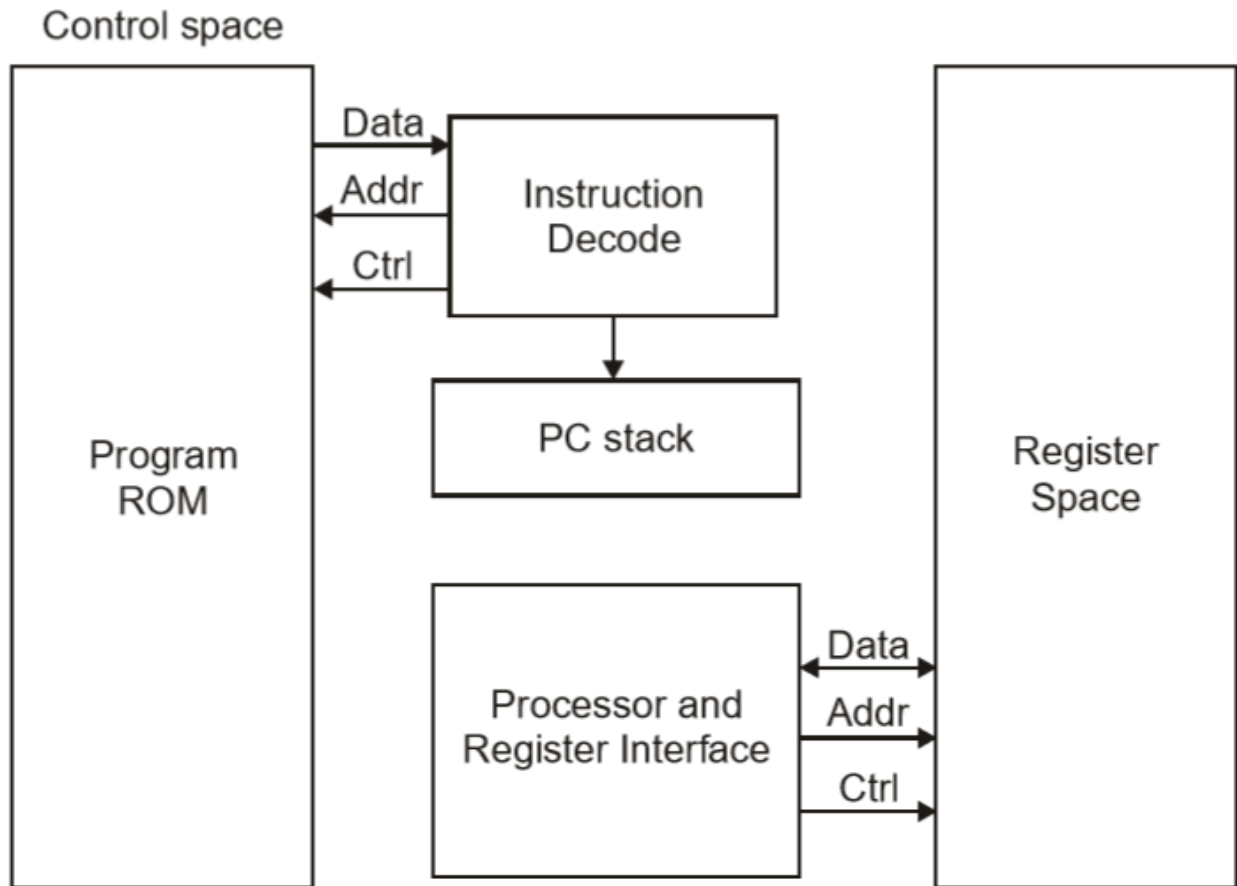 Control space
Data
Addr
Ctrl
Instruction
Decode
PC stack
Program
ROM
Register
Space
Processor and
Register Interface
Data
Addr
Ctrl